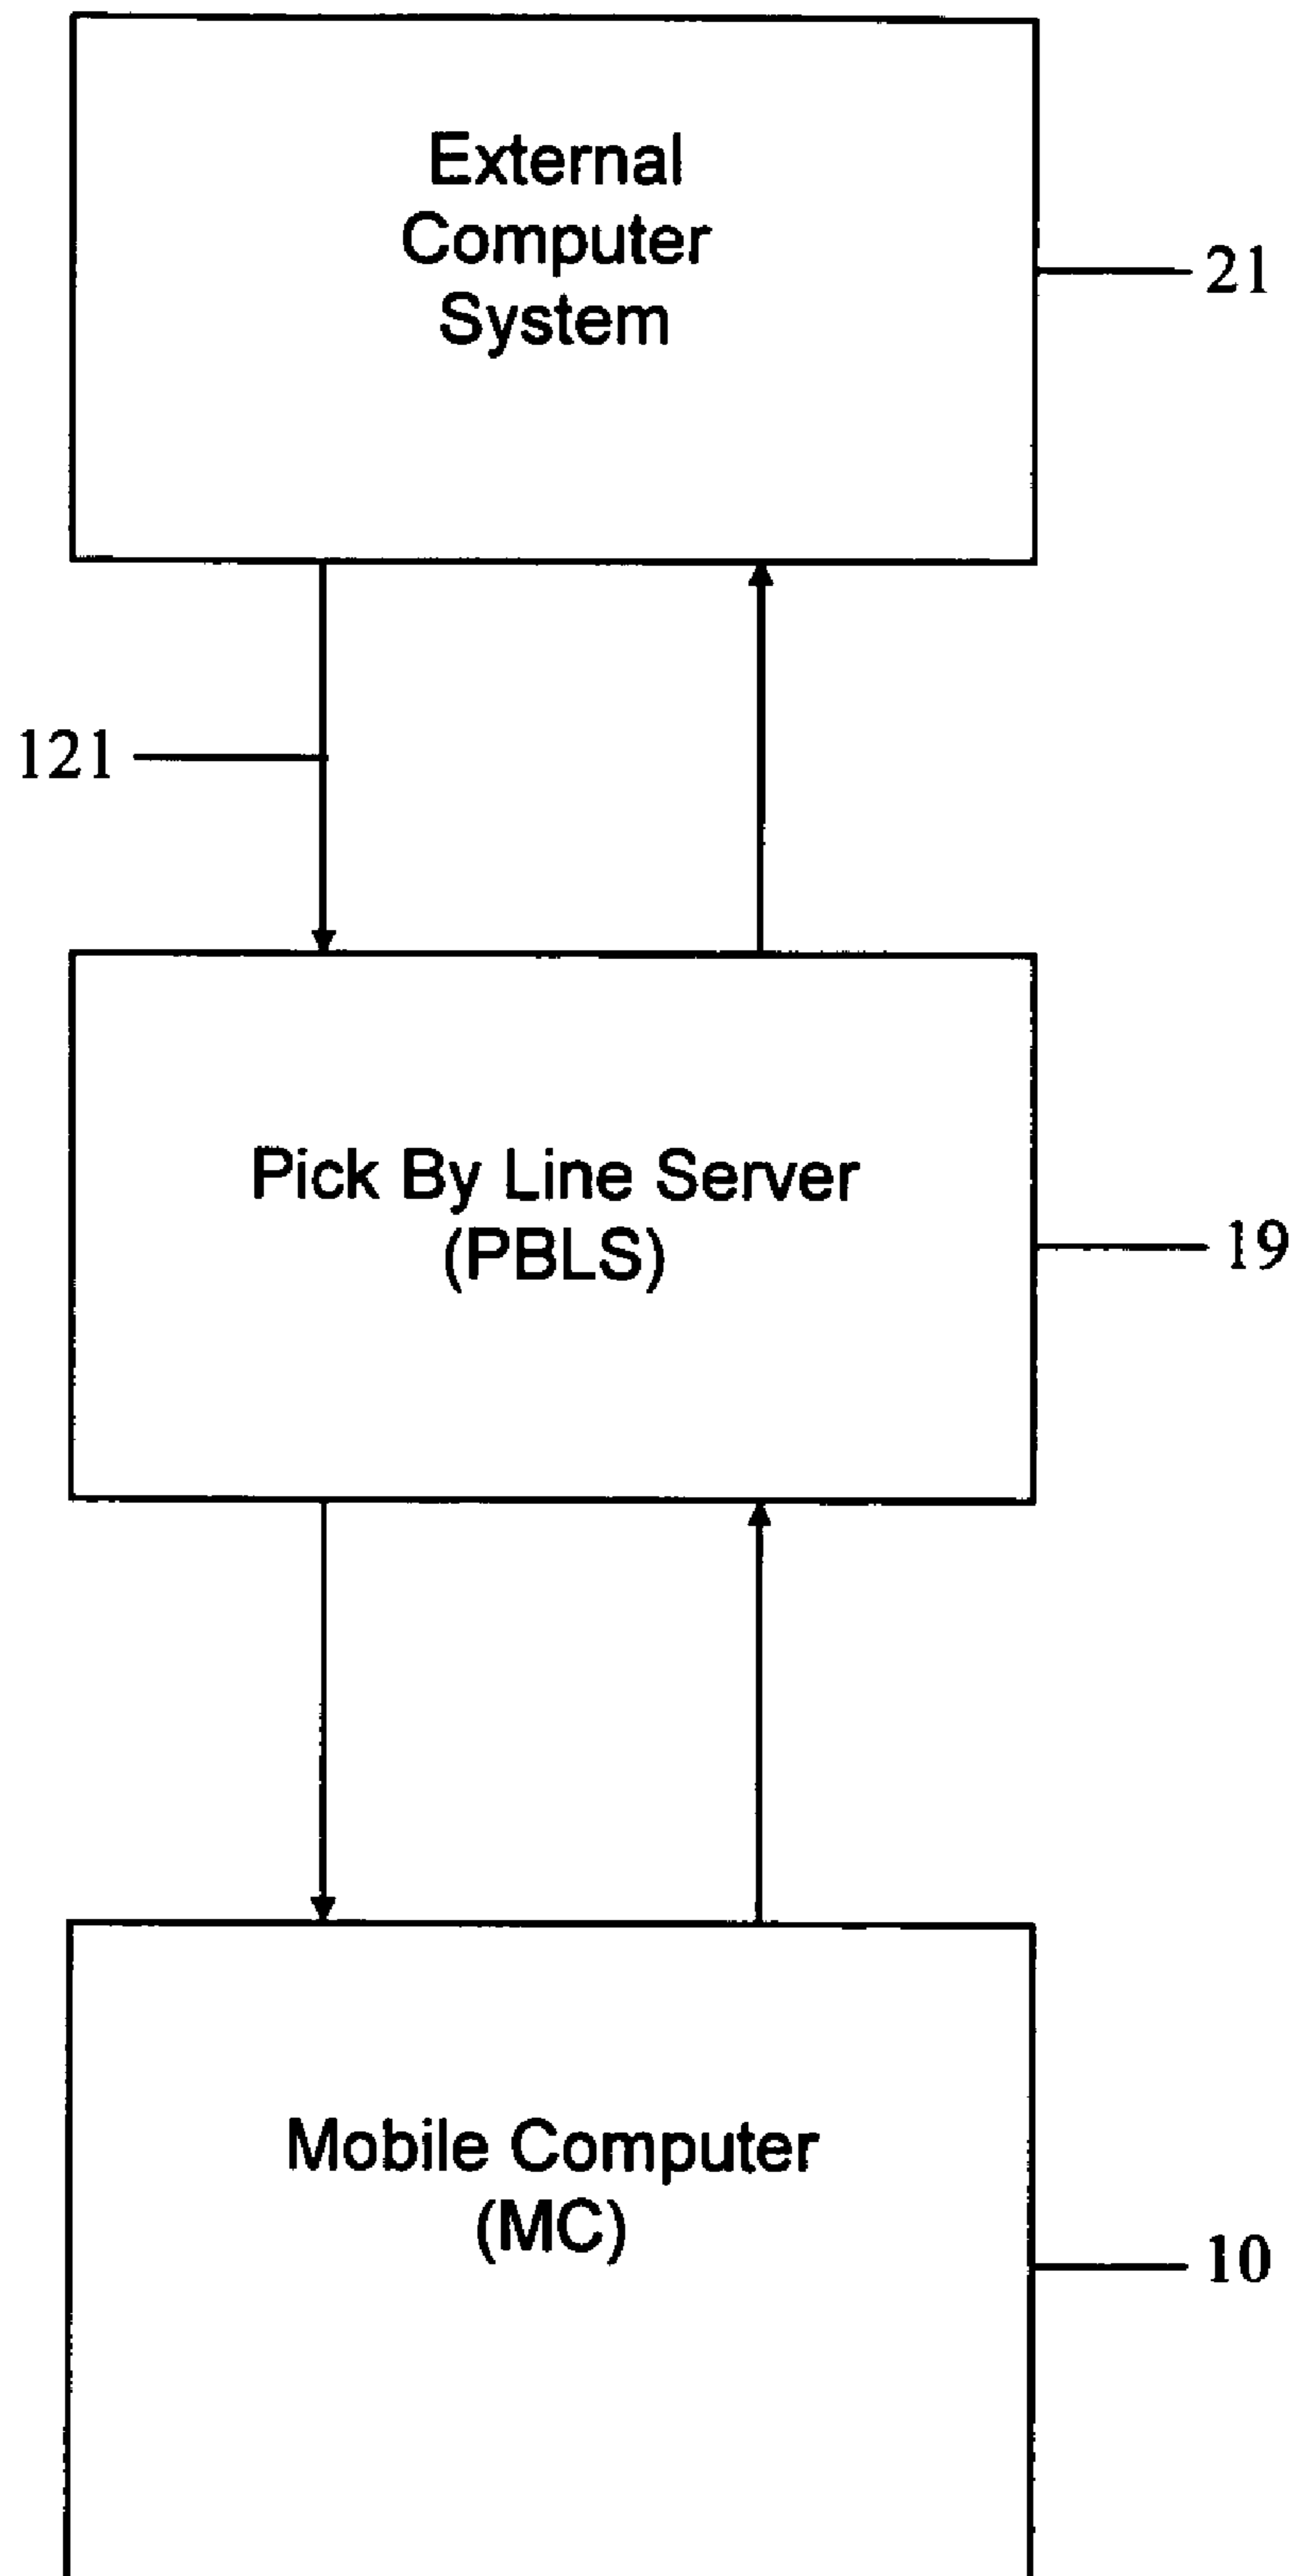 External
Computer
System
21
121
Pick By Line Server
(PBLS)
19
Mobile Computer
(MC)
10